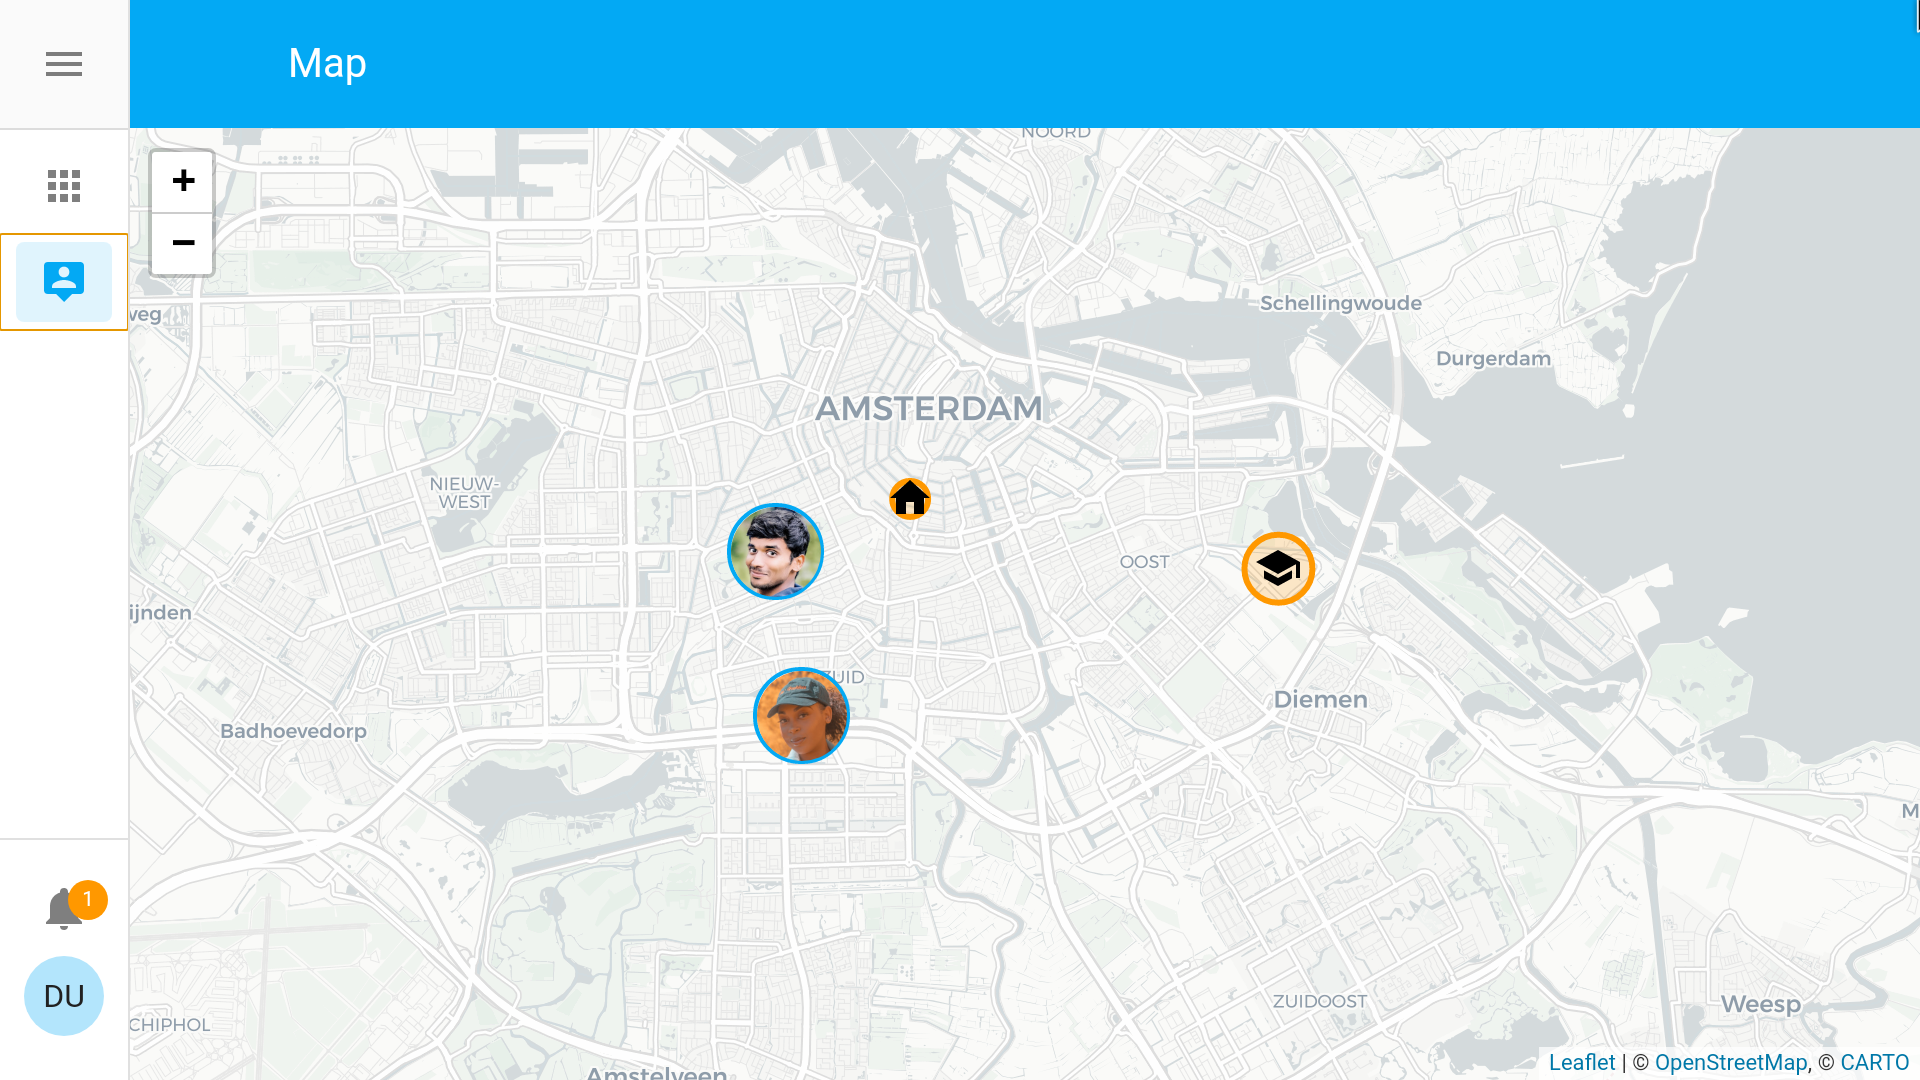 Map
NOORD
+
−
Schellingwoude
weg
Durgerdam
AMSTERDAM
NIEUW-
WEST
OOST
ijnden
ZUID
Diemen
Badhoevedorp
M
1
DU
ZUIDOOST
Weesp
CHIPHOL
Amstelveen
Leaflet | © OpenStreetMap, © CARTO